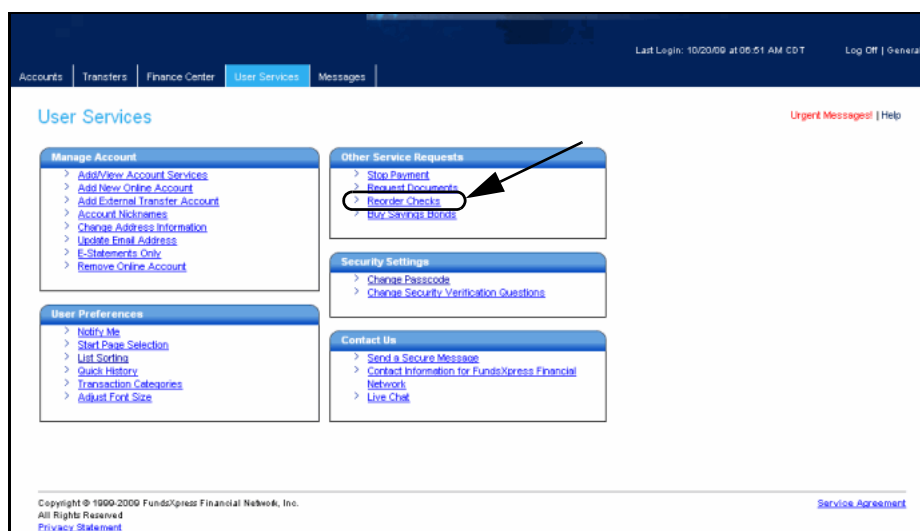 Last Login: 10/20/09 at 06:51 AM CDT Log Off | General
Accounts Transfers Finance Center User Services Messages
User Services
Urgent Messages! | Help
Manage Account
> Add/View Account Services
> Add New Online Account
> Add External Transfer Account
> Account Nicknames
> Change Address Information
> Update Email Address
> E-Statements Only
> Remove Online Account
User Preferences
> Notify Me
> Start Page Selection
> List Sorting
> Quick History
> Transaction Categories
> Adjust Font Size
Other Service Requests
> Stop Payment
> Request Documents
> Reorder Checks
> Buy Savings Bonds
Security Settings
> Change Passcode
> Change Security Verification Questions
Contact Us
> Send a Secure Message
> Contact Information for FundsXpress Financial
Network
> Live Chat
Copyright © 1999-2009 FundsXpress Financial Network, Inc.
All Rights Reserved
Privacy Statement
Service Agreement